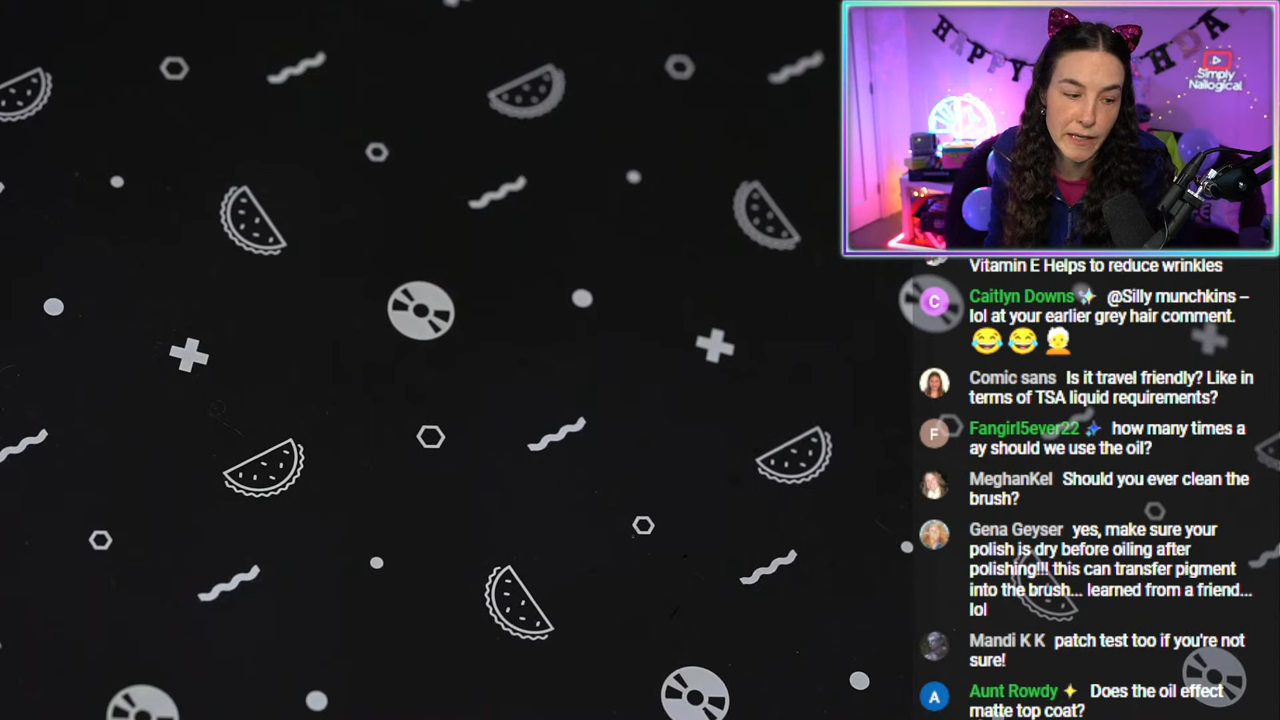 HAPPY
HDA
Simply
Nailogical
Vitamin E Helps to reduce wrinkles
C
Caitlyn Downs ✨ @Silly munchkins –
lol at your earlier grey hair comment.
😂 😂 🧑‍🦳
Comic sans Is it travel friendly? Like in
terms of TSA liquid requirements?
F
Fangirl5ever22 how many times a
ay should we use the oil?
MeghanKel Should you ever clean the
brush?
Gena Geyser yes, make sure your
polish is dry before oiling after
polishing!!! this can transfer pigment
into the brush... learned from a friend...
lol
Mandi K K patch test too if you're not
sure!
A
Aunt Rowdy Does the oil effect
matte top coat?